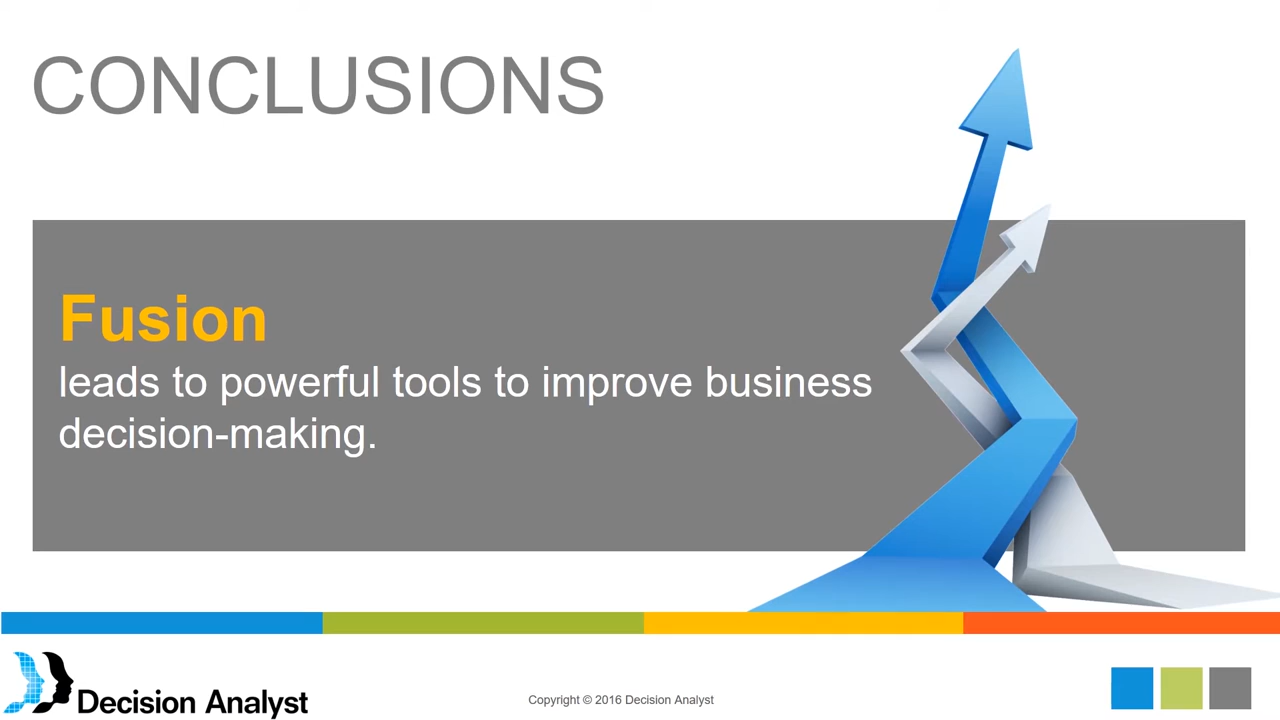 CONCLUSIONS
Fusion
leads to powerful tools to improve business
decision-making.
Decision Analyst
Copyright © 2016 Decision Analyst